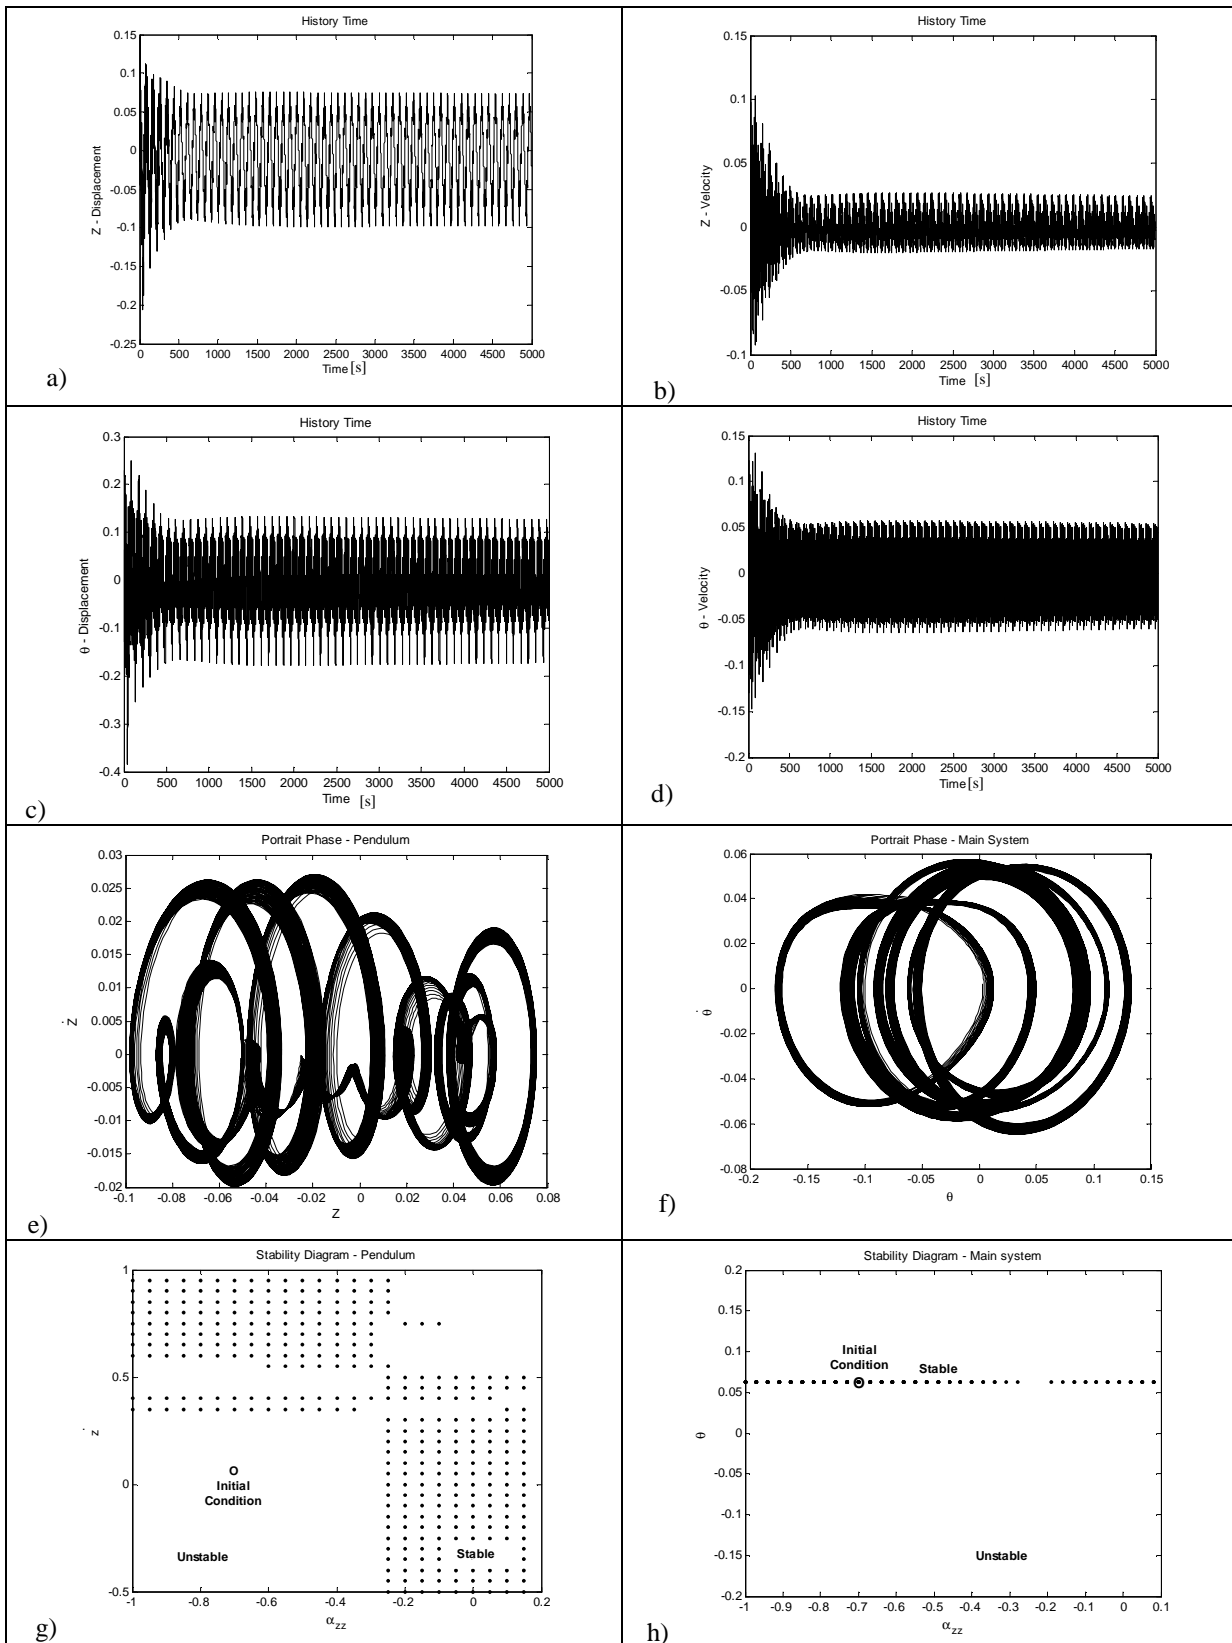 History Time
0.15
0.1
0.05
0
-0.05
-0.1
-0.15
-0.2
-0.25
Z - Displacement
0 500 1000 1500 2000 2500 3000 3500 4000 4500 5000
Time [s]
a)
History Time
0.15
0.1
0.05
0
-0.05
-0.1
Z - Velocity
0 500 1000 1500 2000 2500 3000 3500 4000 4500 5000
Time [s]
b)
History Time
0.3
0.2
0.1
0
-0.1
-0.2
-0.3
-0.4
θ - Displacement
0 500 1000 1500 2000 2500 3000 3500 4000 4500 5000
Time [s]
c)
History Time
0.15
0.1
0.05
0
-0.05
-0.1
-0.15
-0.2
θ - Velocity
0 500 1000 1500 2000 2500 3000 3500 4000 4500 5000
Time [s]
d)
Portrait Phase - Pendulum
0.03
0.025
0.02
0.015
0.01
0.005
0
-0.005
-0.01
-0.015
-0.02
Ż
-0.1 -0.08 -0.06 -0.04 -0.02 0 0.02 0.04 0.06 0.08
Z
e)
Portrait Phase - Main System
0.06
0.04
0.02
0
-0.02
-0.04
-0.06
-0.08
θ̇
-0.2 -0.15 -0.1 -0.05 0 0.05 0.1 0.15
θ
f)
Stability Diagram - Pendulum
1
0.5
0
-0.5
ż
O
Initial
Condition
Unstable
Stable
-1 -0.8 -0.6 -0.4 -0.2 0 0.2
α_zz
g)
Stability Diagram - Main system
0.2
0.15
0.1
0.05
0
-0.05
-0.1
-0.15
-0.2
θ
Initial
Condition
Stable
Unstable
-1 -0.9 -0.8 -0.7 -0.6 -0.5 -0.4 -0.3 -0.2 -0.1 0 0.1
α_zz
h)